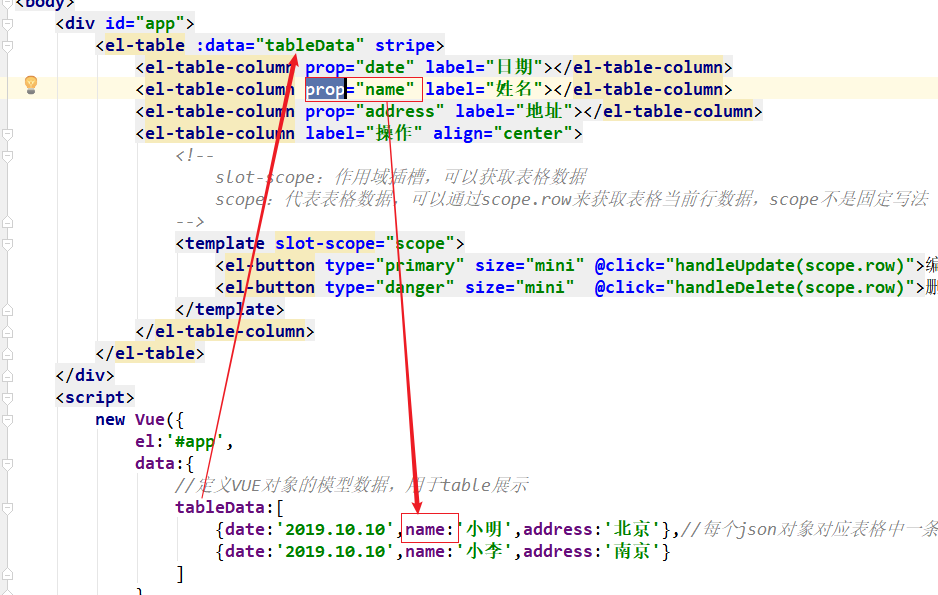 <body>
<div id="app">
<el-table :data="tableData" stripe>
<el-table-column prop="date" label="日期"></el-table-column>
<el-table-column prop="name" label="姓名"></el-table-column>
<el-table-column prop="address" label="地址"></el-table-column>
<el-table-column label="操作" align="center">
<!--
slot-scope：作用域插槽，可以获取表格数据
scope：代表表格数据，可以通过scope.row来获取表格当前行数据，scope不是固定写法
-->
<template slot-scope="scope">
<el-button type="primary" size="mini" @click="handleUpdate(scope.row)">编
<el-button type="danger" size="mini" @click="handleDelete(scope.row)">删
</template>
</el-table-column>
</el-table>
</div>
<script>
new Vue({
el:'#app',
data:{
//定义VUE对象的模型数据，用于table展示
tableData:[
{date:'2019.10.10',name:'小明',address:'北京'},//每个json对象对应表格中一条
{date:'2019.10.10',name:'小李',address:'南京'}
]